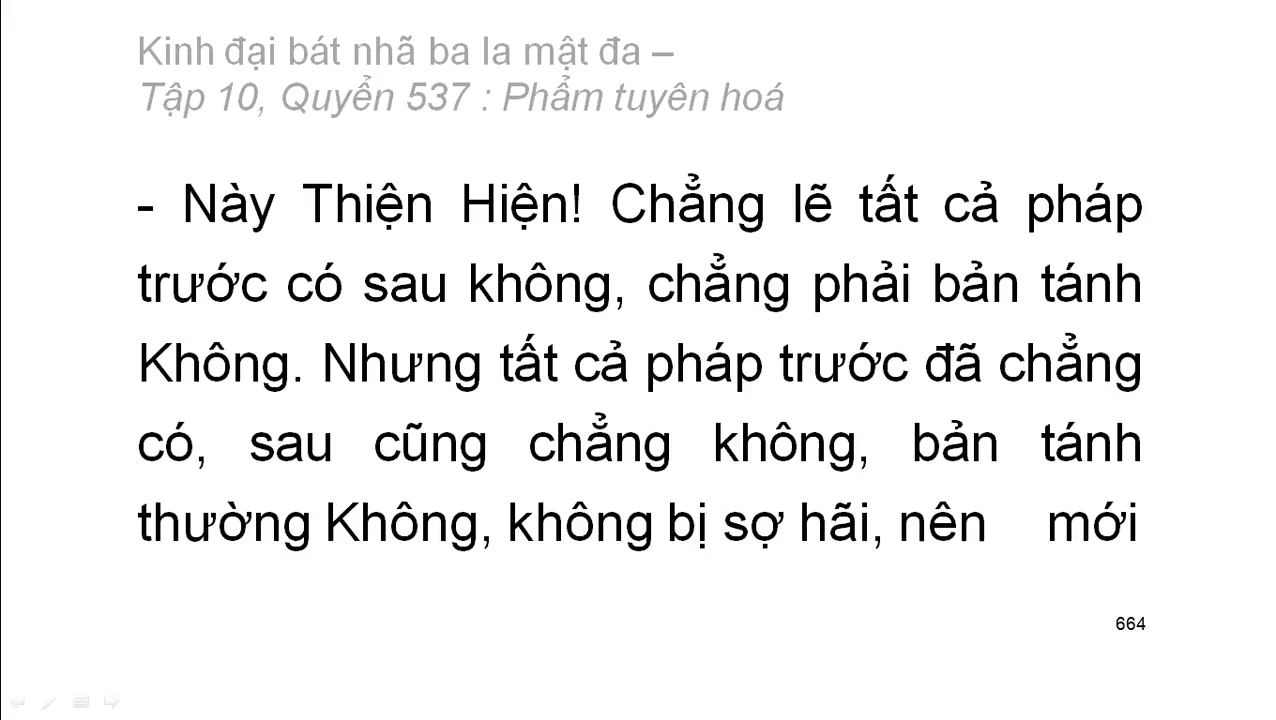 Kinh đại bát nhã ba la mật đa –
Tập 10, Quyển 537 : Phẩm tuyên hoá
- Này Thiện Hiện! Chẳng lẽ tất cả pháp
trước có sau không, chẳng phải bản tánh
Không. Nhưng tất cả pháp trước đã chẳng
có, sau cũng chẳng không, bản tánh
thường Không, không bị sợ hãi, nên mới
664